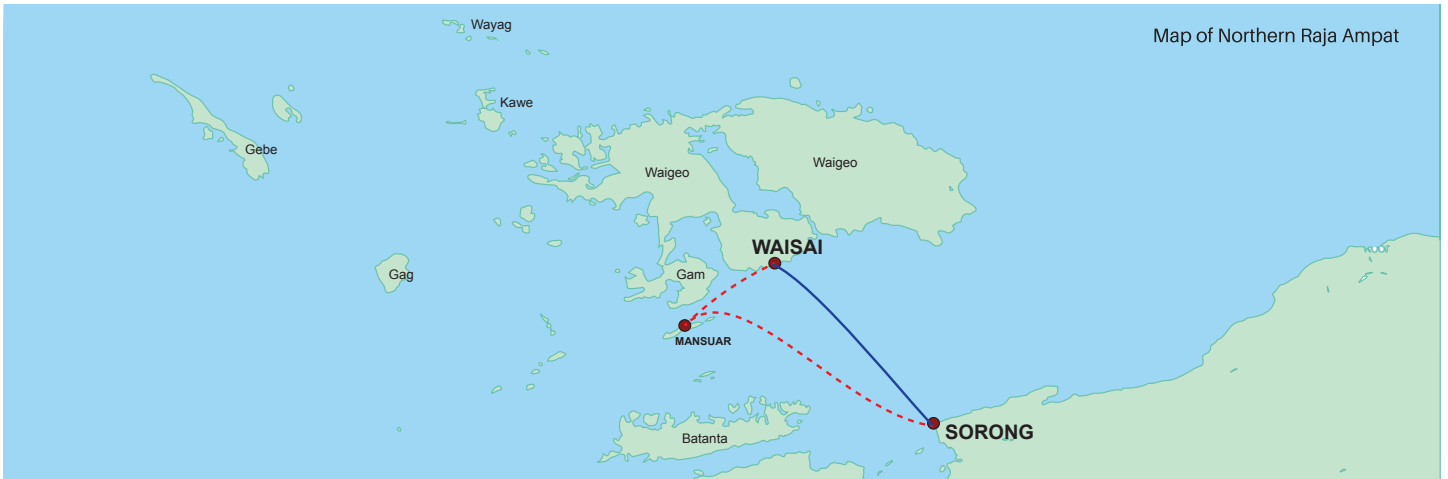 Wayag
Map of Northern Raja Ampat
Kawe
Gebe
Waigeo
Waigeo
WAISAI
Gag
Gam
MANSUAR
SORONG
Batanta